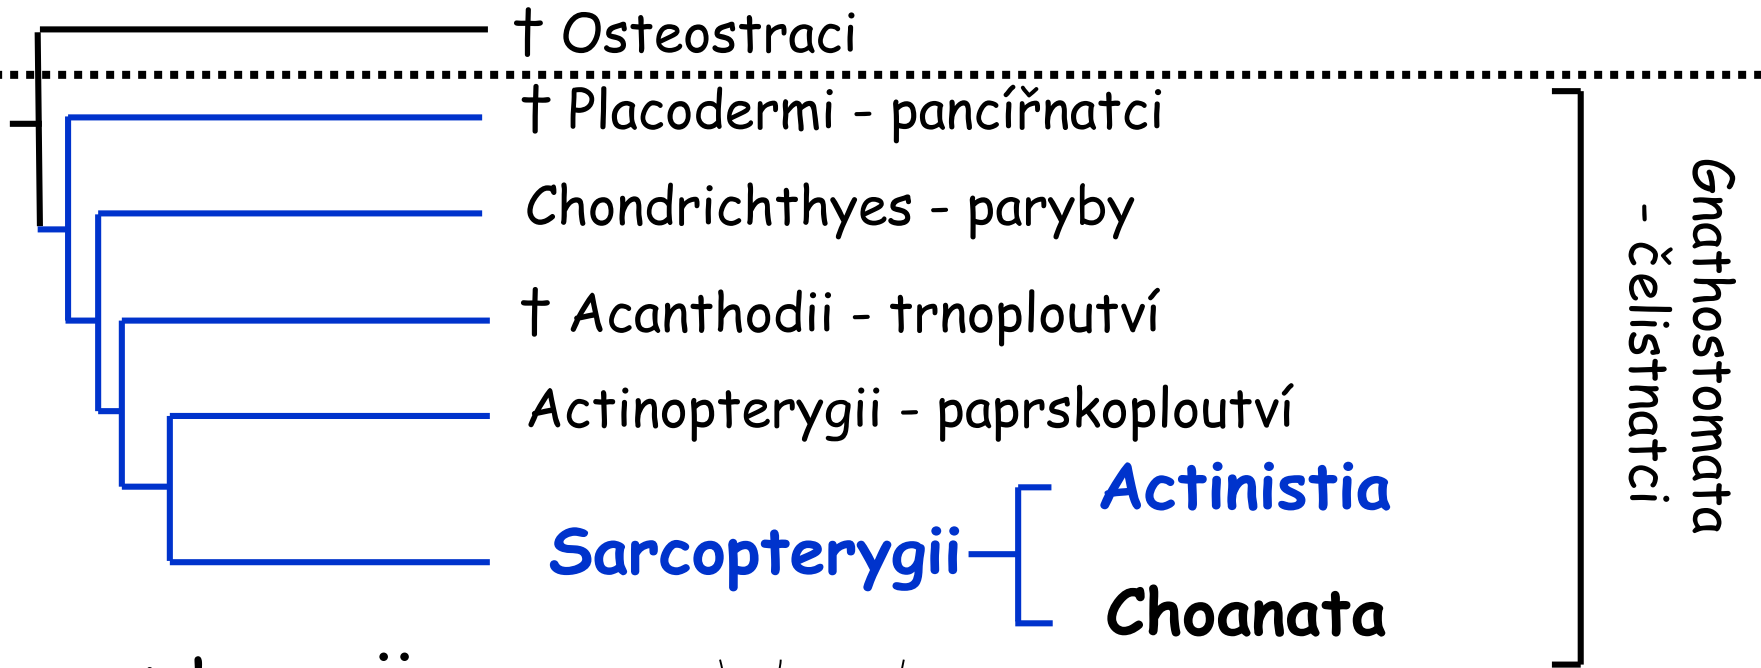 † Osteostraci
† Placodermi - pancířnatci
Chondrichthyes - paryby
† Acanthodii - trnoploutví
Actinopterygii - paprskoploutví
Actinistia
Sarcopterygii
Choanata
Gnathostomata
- čelistnatci